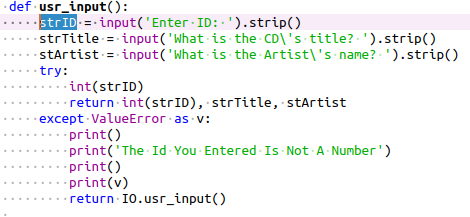 def usr_input():
strID = input('Enter ID: ').strip()
strTitle = input('What is the CD\'s title? ').strip()
stArtist = input('What is the Artist\'s name? ').strip()
try:
int(strID)
return int(strID), strTitle, stArtist
except ValueError as v:
print()
print('The Id You Entered Is Not A Number')
print()
print(v)
return IO.usr_input()